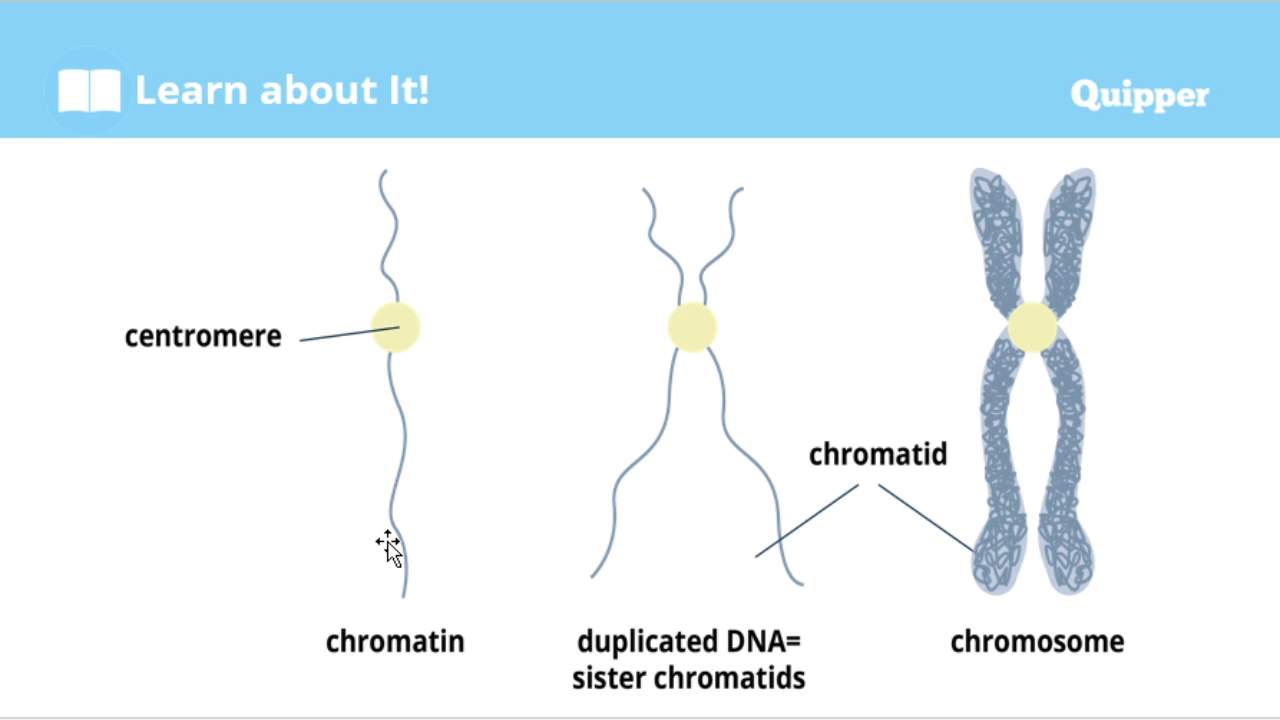 Learn about It!
Quipper
centromere
chromatid
chromatin
duplicated DNA=
sister chromatids
chromosome